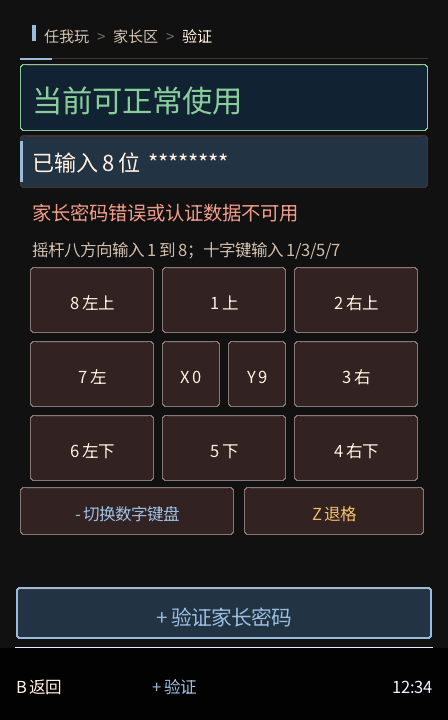 任我玩 > 家长区 > 验证
当前可正常使用
已输入 8 位 ********
家长密码错误或认证数据不可用
摇杆八方向输入 1 到 8；十字键输入 1/3/5/7
8 左上 1 上 2 右上
7 左 X 0 Y 9 3 右
6 左下 5 下 4 右下
- 切换数字键盘 Z 退格
+ 验证家长密码
B 返回 + 验证 12:34